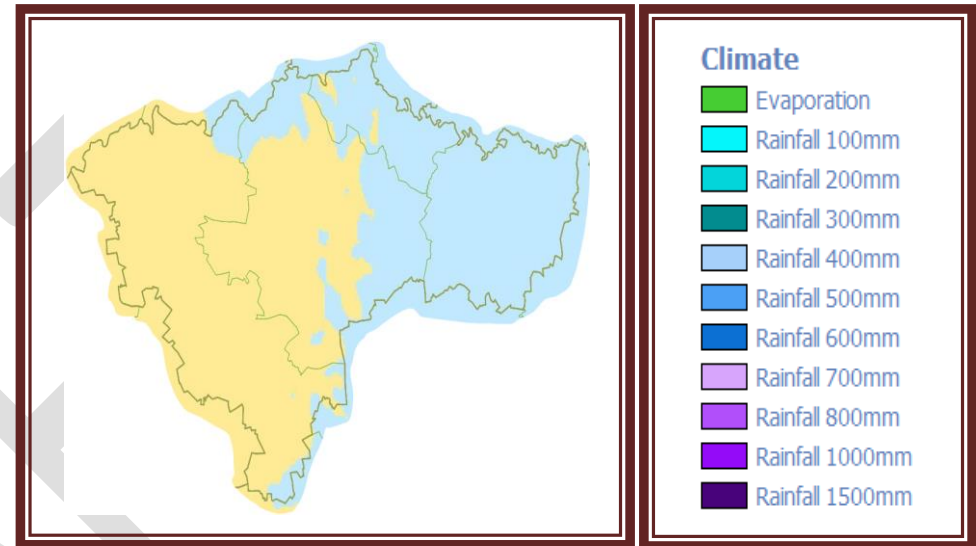 Climate
Evaporation
Rainfall 100mm
Rainfall 200mm
Rainfall 300mm
Rainfall 400mm
Rainfall 500mm
Rainfall 600mm
Rainfall 700mm
Rainfall 800mm
Rainfall 1000mm
Rainfall 1500mm